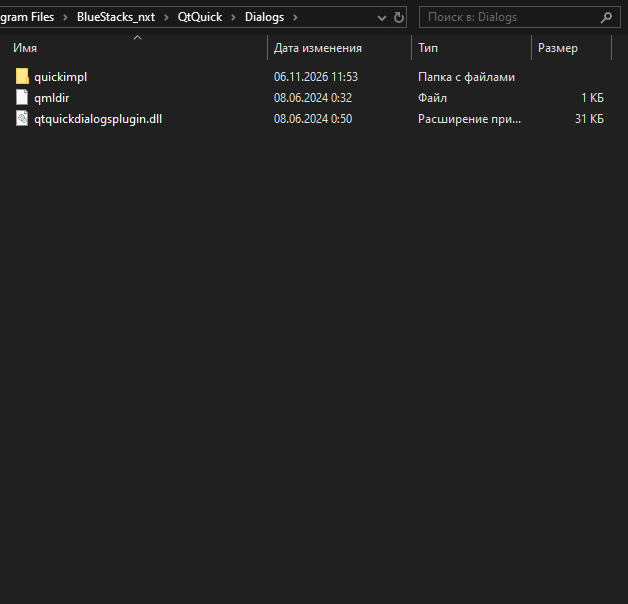 gram Files > BlueStacks_nxt > QtQuick > Dialogs > Поиск в: Dialogs
Имя Дата изменения Тип Размер
quickimpl 06.11.2026 11:53 Папка с файлами
qmldir 08.06.2024 0:32 Файл 1 КБ
qtquickdialogsplugin.dll 08.06.2024 0:50 Расширение при... 31 КБ